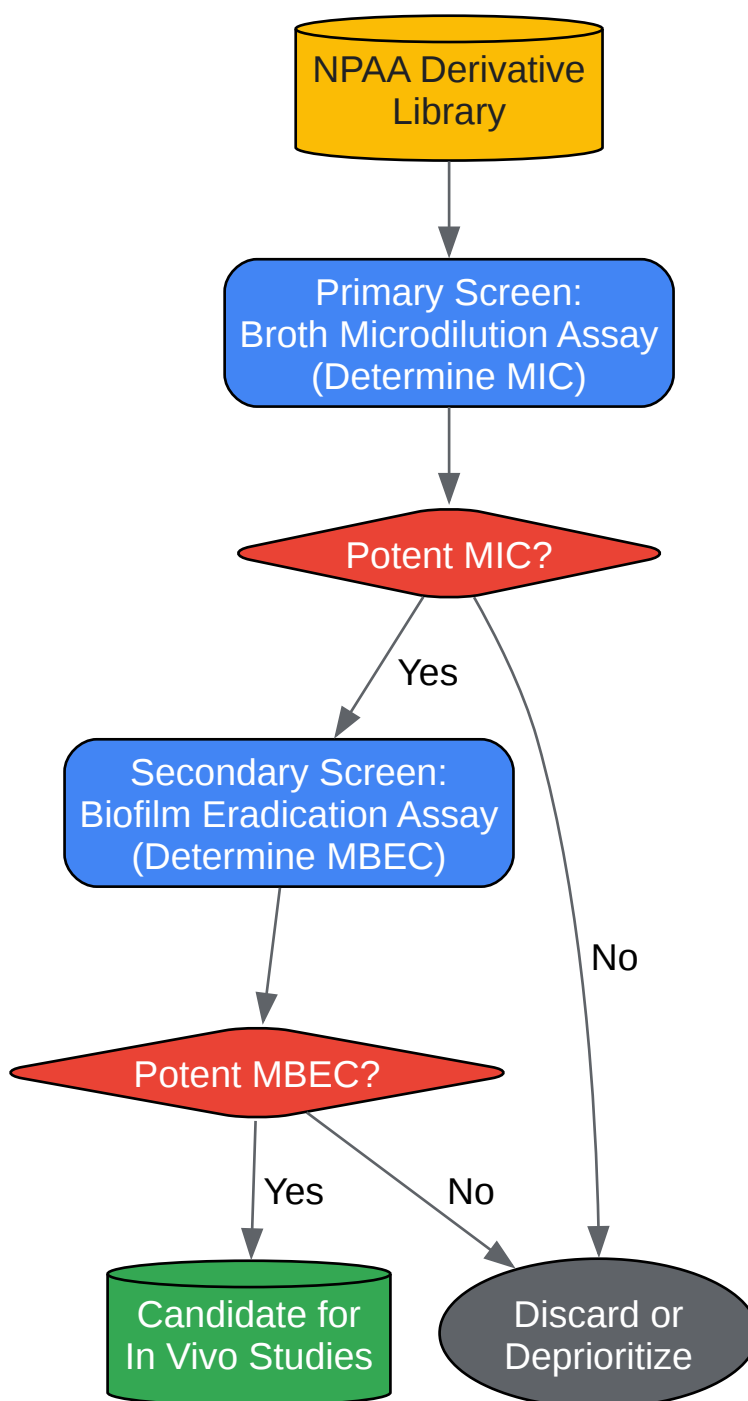 NPAA Derivative
Library
Primary Screen:
Broth Microdilution Assay
(Determine MIC)
Potent MIC?
Yes
Secondary Screen:
Biofilm Eradication Assay
(Determine MBEC)
No
Potent MBEC?
Yes
No
Candidate for
In Vivo Studies
Discard or
Deprioritize